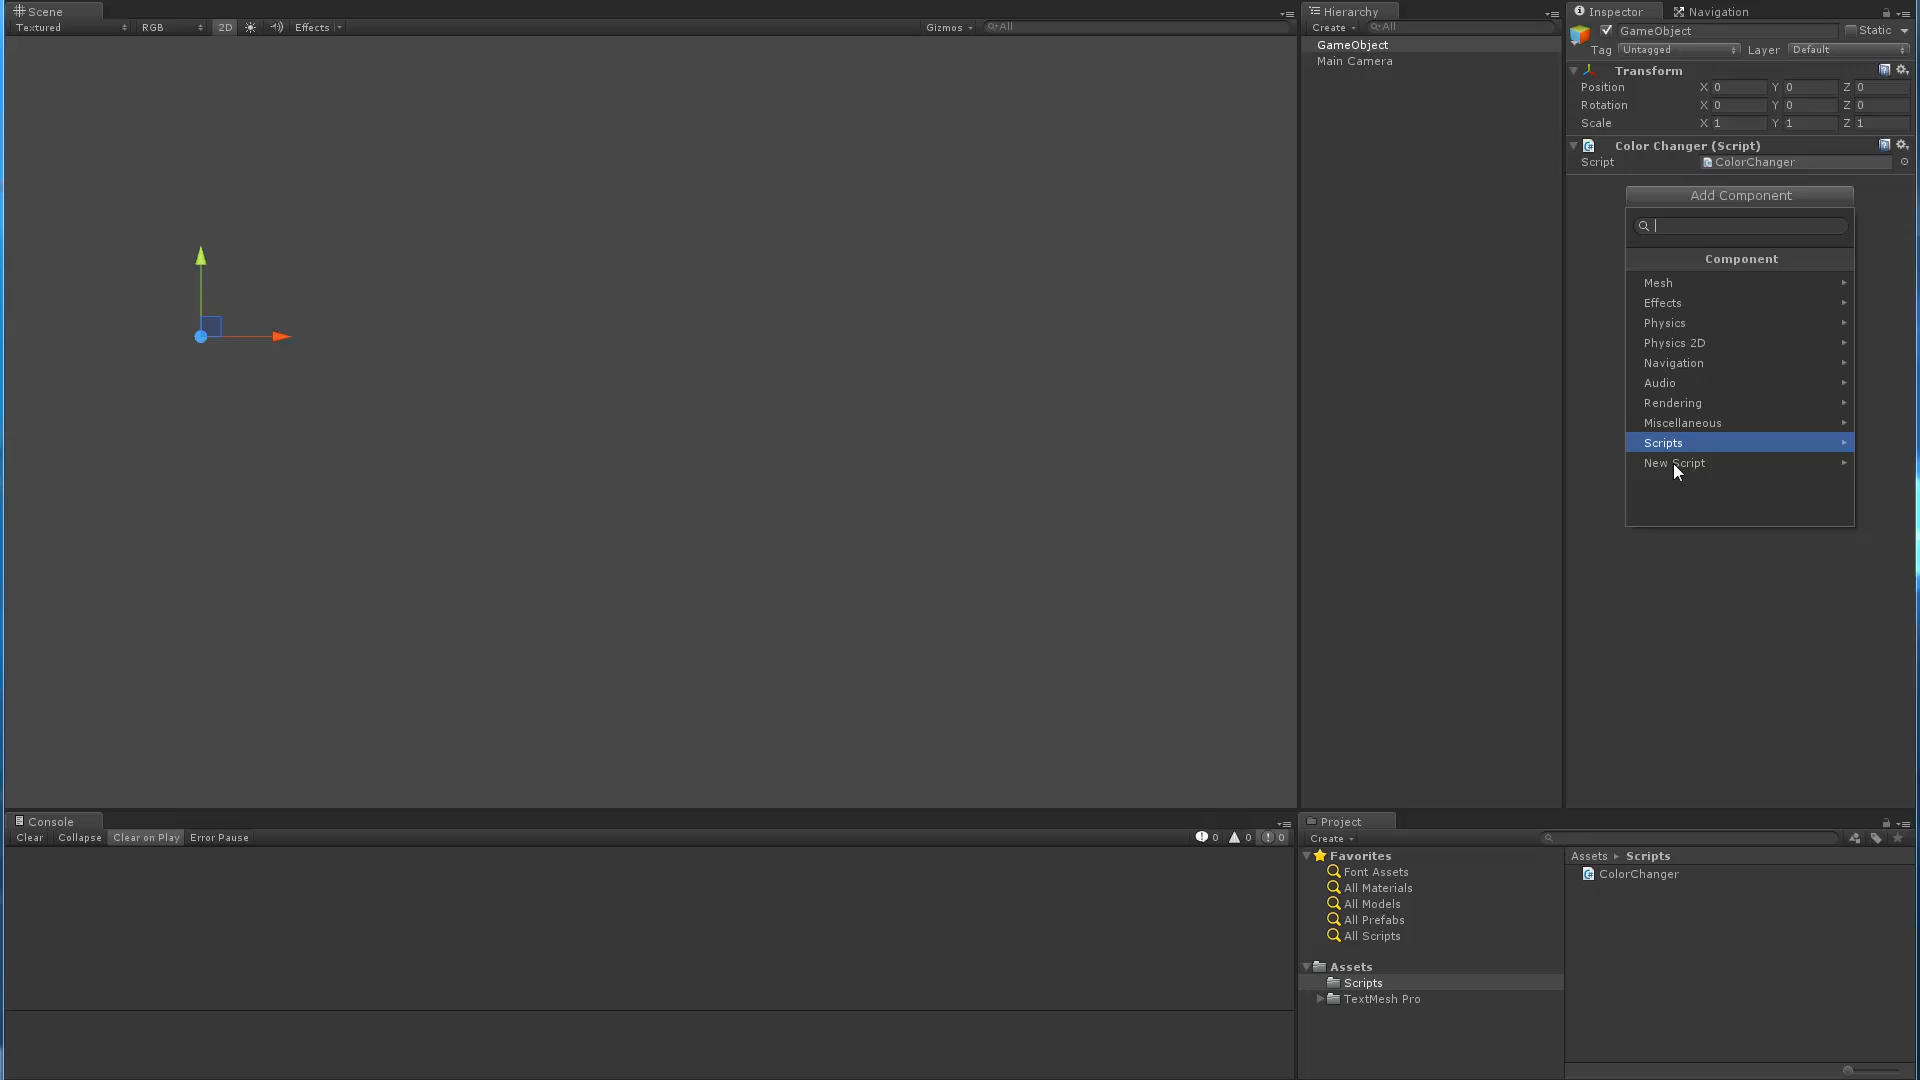 Scene
Textured RGB 2D Effects Gizmos All
Hierarchy
Create All
GameObject
Main Camera
Inspector Navigation
GameObject Static
Tag Untagged Layer Default
Transform
Position X 0 Y 0 Z 0
Rotation X 0 Y 0 Z 0
Scale X 1 Y 1 Z 1
Color Changer (Script)
Script ColorChanger
Add Component
Component
Mesh
Effects
Physics
Physics 2D
Navigation
Audio
Rendering
Miscellaneous
Scripts
New Script
Console
Clear Collapse Clear on Play Error Pause 0 0 0
Project
Create
Favorites
Font Assets
All Materials
All Models
All Prefabs
All Scripts
Assets
Scripts
TextMesh Pro
Assets Scripts
ColorChanger